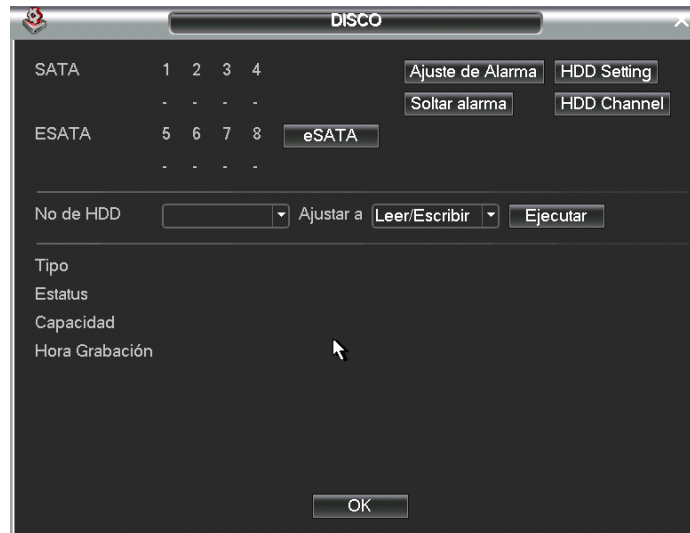 DISCO
SATA 1 2 3 4 Ajuste de Alarma HDD Setting
- - - - Soltar alarma HDD Channel
ESATA 5 6 7 8 eSATA
- - - -
No de HDD Ajustar a Leer/Escribir Ejecutar
Tipo
Estatus
Capacidad
Hora Grabación
OK